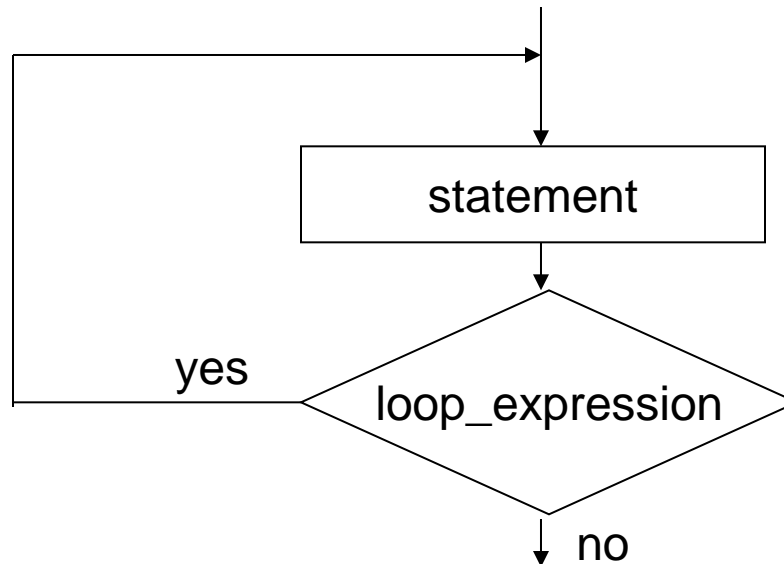 statement
yes
loop_expression
no